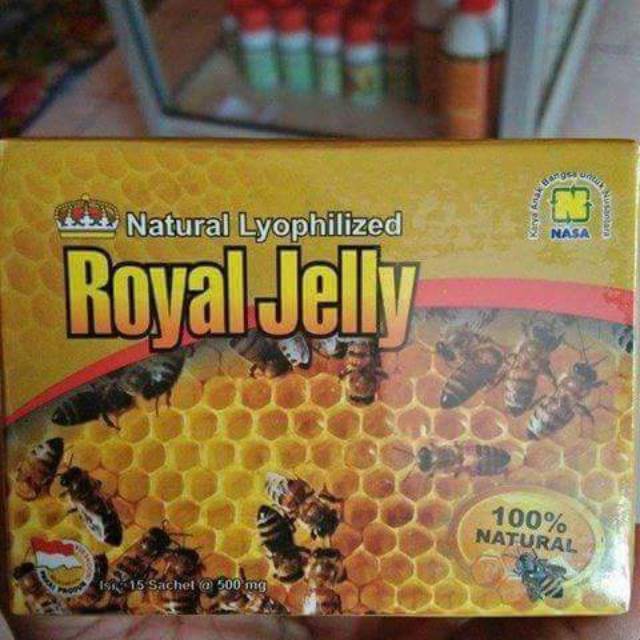 Natural Lyophilized
Royal Jelly
Karya Anak Bangsa untuk Nusantara
N
NASA
100%
NATURAL
Isi : 15 Sachet @ 500 mg